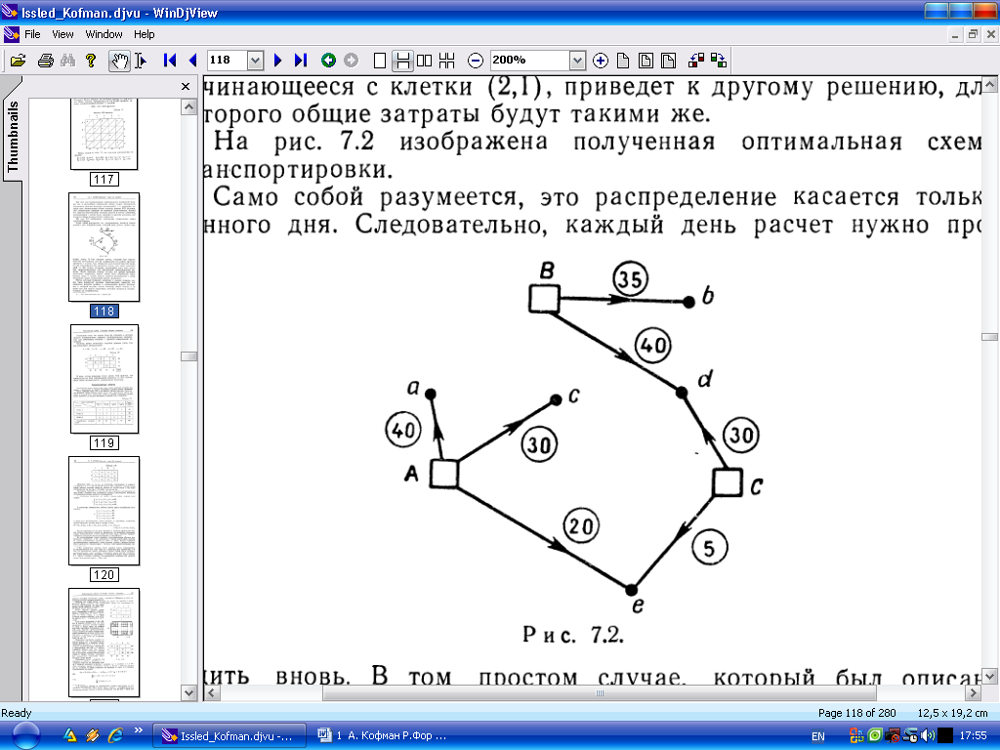 Issled_Kofman.djvu - WinDjView
File View Window Help
118 200%
Thumbnails
117
118
119
120
чинающееся с клетки (2,1), приведет к другому решению, дл
торого общие затраты будут такими же.
На рис. 7.2 изображена полученная оптимальная схем
анспортировки.
Само собой разумеется, это распределение касается тольк
нного дня. Следовательно, каждый день расчет нужно про
B
35
b
40
d
a
c
40
30
30
A
C
20
5
e
Рис. 7.2.
ить вновь. В том простом случае, который был описан
Ready
Page 118 of 280 12,5 x 19,2 cm
Issled_Kofman.djvu -...
1 А. Кофман Р.Фор ...
EN
17:55